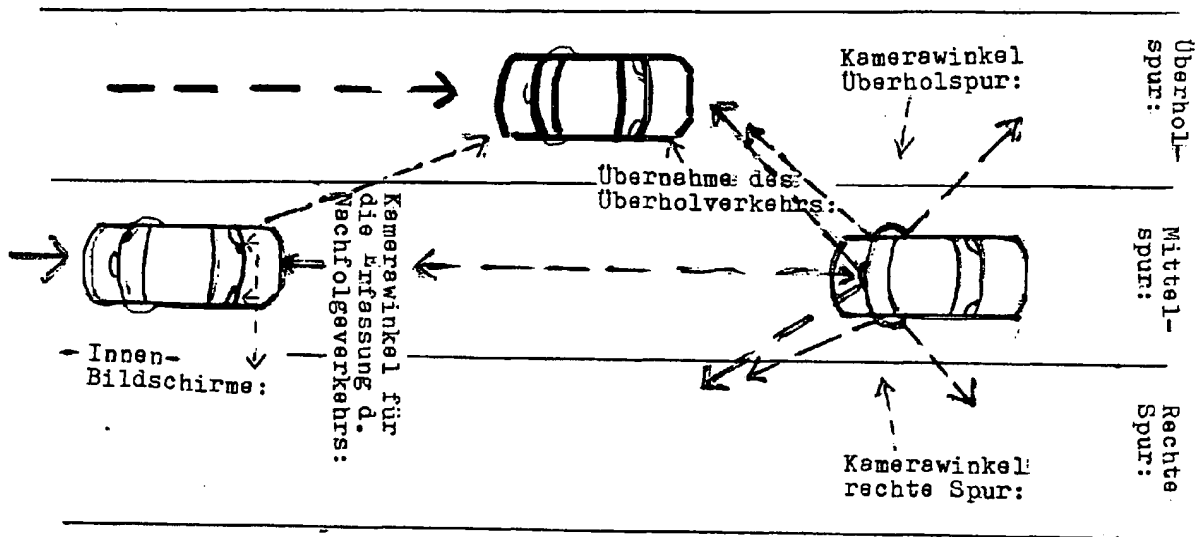 Kamerawinkel
Überholspur:
Überhol-
spur:
Übernahme des
Überholverkehrs:
Kamerawinkel für
die Erfassung d.
Nachfolgeverkehrs:
Mittel-
spur:
Innen-
Bildschirme:
Kamerawinkel
rechte Spur:
Rechte
Spur: